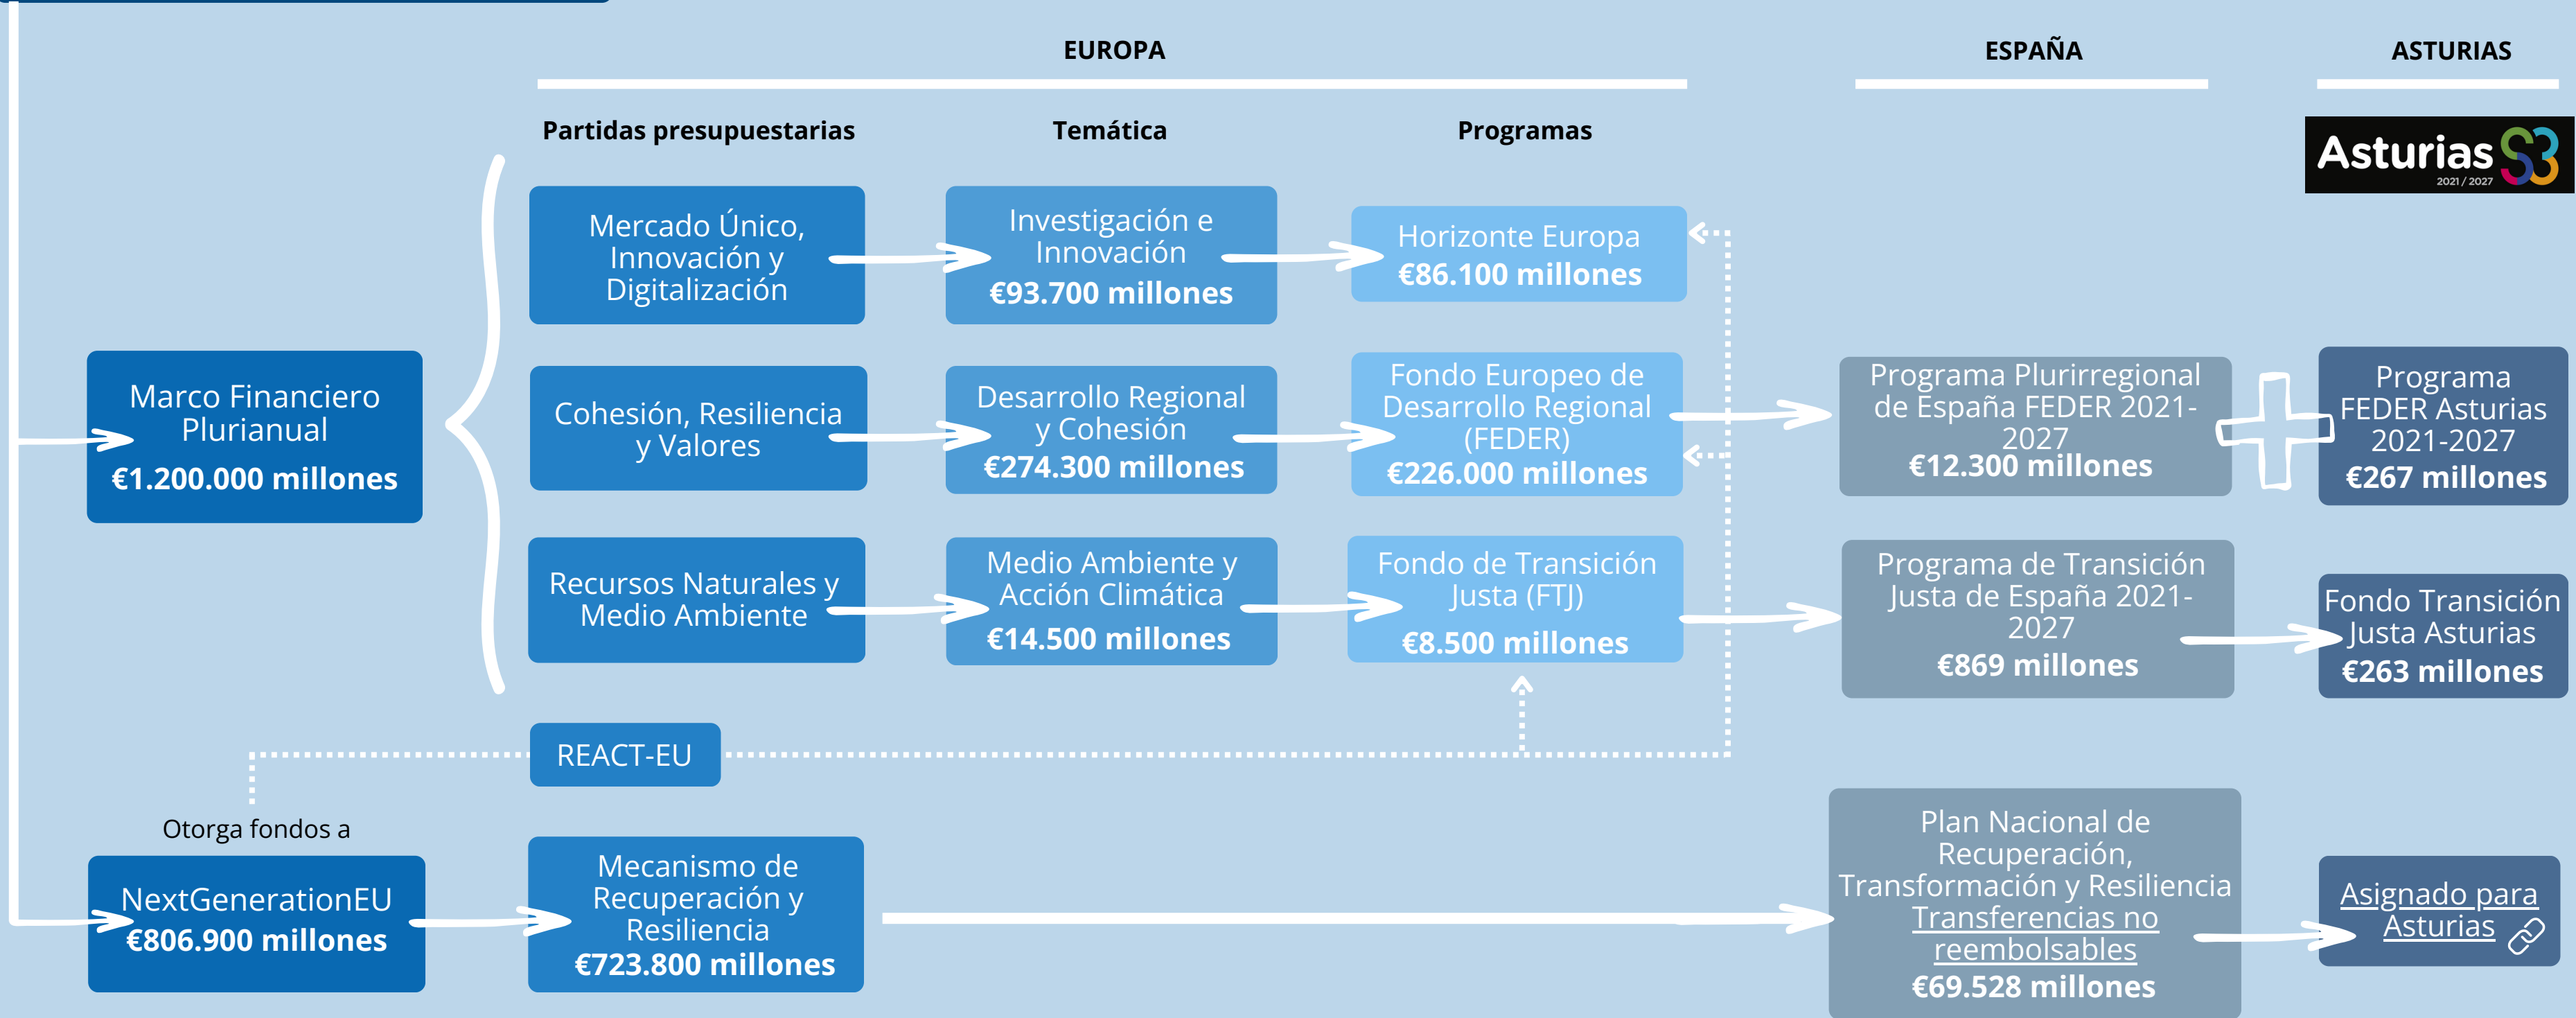 EUROPA
ESPAÑA
ASTURIAS
Partidas presupuestarias
Temática
Programas
Asturias S3
2021 / 2027
Mercado Único,
Innovación y
Digitalización
Investigación e
Innovación
€93.700 millones
Horizonte Europa
€86.100 millones
Marco Financiero
Plurianual
€1.200.000 millones
Cohesión, Resiliencia
y Valores
Desarrollo Regional
y Cohesión
€274.300 millones
Fondo Europeo de
Desarrollo Regional
(FEDER)
€226.000 millones
Programa Plurirregional
de España FEDER 2021-
2027
€12.300 millones
Programa
FEDER Asturias
2021-2027
€267 millones
Recursos Naturales y
Medio Ambiente
Medio Ambiente y
Acción Climática
€14.500 millones
Fondo de Transición
Justa (FTJ)
€8.500 millones
Programa de Transición
Justa de España 2021-
2027
€869 millones
Fondo Transición
Justa Asturias
€263 millones
REACT-EU
Otorga fondos a
NextGenerationEU
€806.900 millones
Mecanismo de
Recuperación y
Resiliencia
€723.800 millones
Plan Nacional de
Recuperación,
Transformación y Resiliencia
Transferencias no
reembolsables
€69.528 millones
Asignado para
Asturias